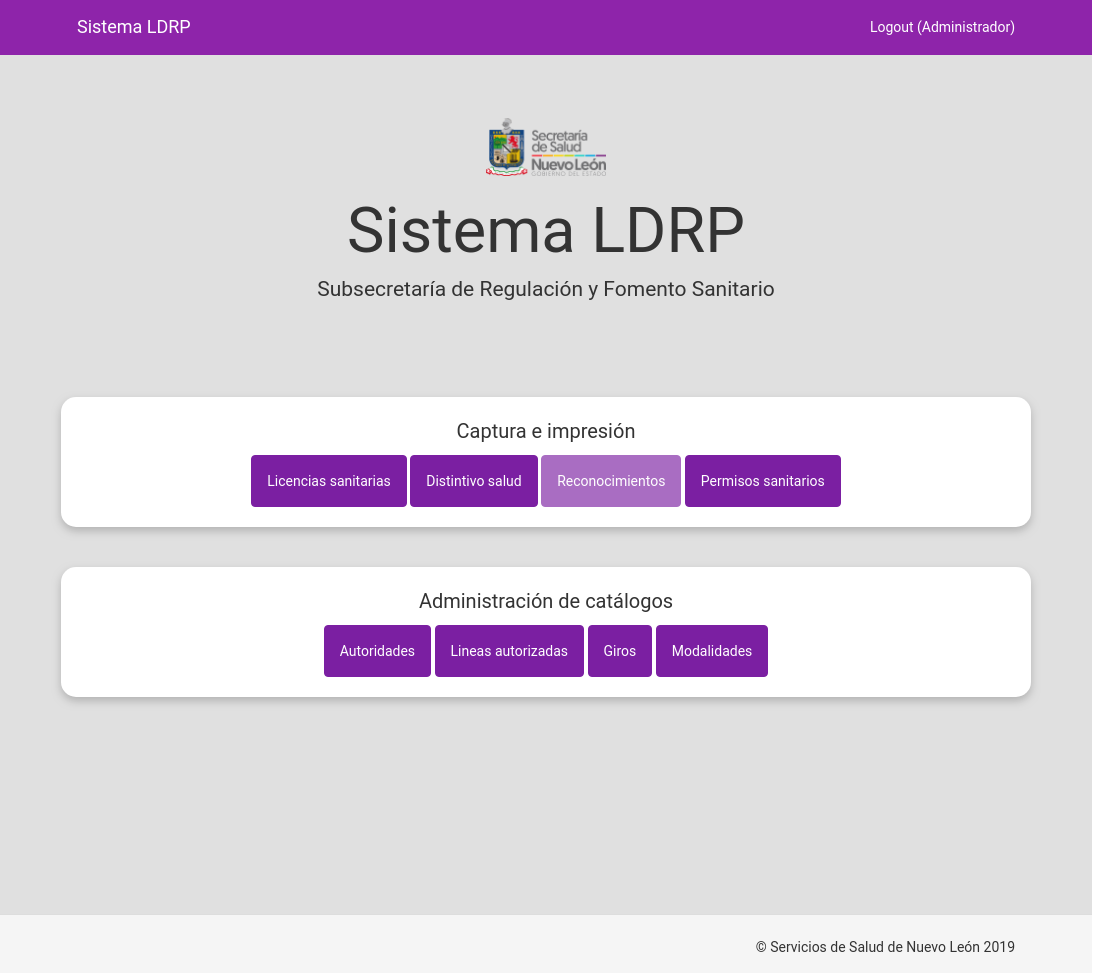 Sistema LDRP
Logout (Administrador)
Secretaría
de Salud
Nuevo León
GOBIERNO DEL ESTADO
Sistema LDRP
Subsecretaría de Regulación y Fomento Sanitario
Captura e impresión
Licencias sanitarias
Distintivo salud
Reconocimientos
Permisos sanitarios
Administración de catálogos
Autoridades
Lineas autorizadas
Giros
Modalidades
© Servicios de Salud de Nuevo León 2019